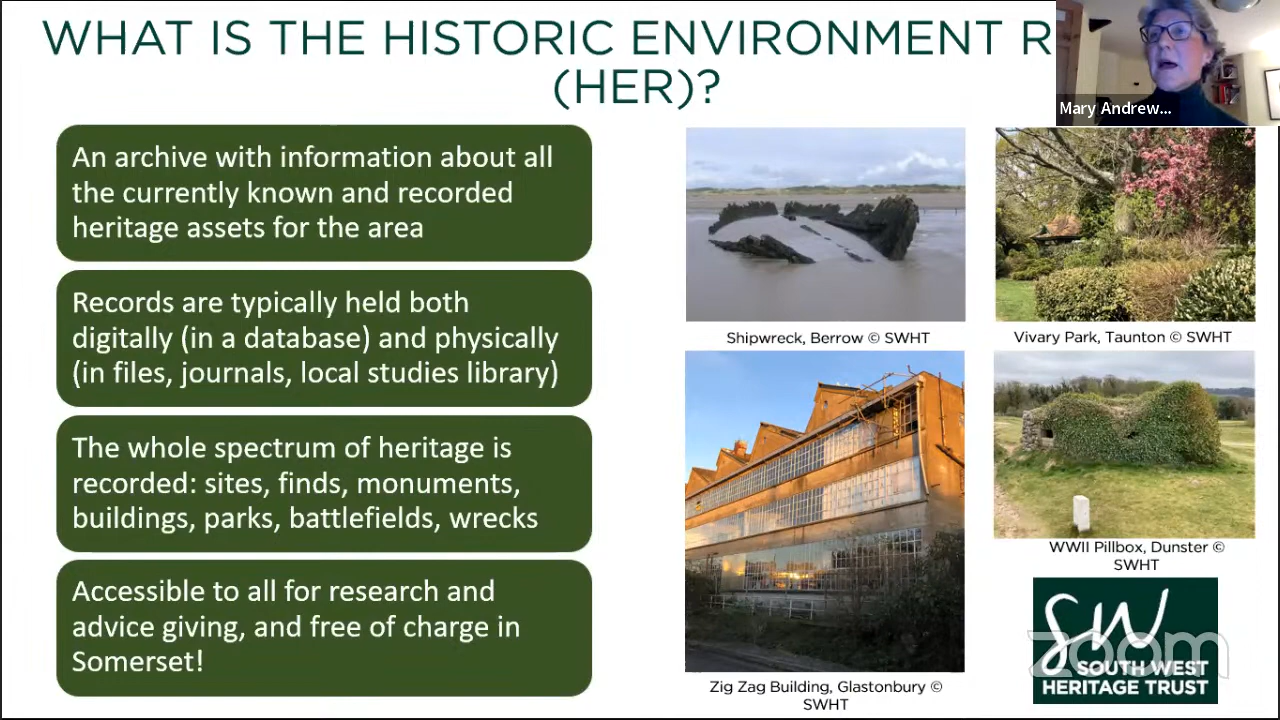 WHAT IS THE HISTORIC ENVIRONMENT R
(HER)?
Mary Andrew...
An archive with information about all
the currently known and recorded
heritage assets for the area
Records are typically held both
digitally (in a database) and physically
(in files, journals, local studies library)
The whole spectrum of heritage is
recorded: sites, finds, monuments,
buildings, parks, battlefields, wrecks
Accessible to all for research and
advice giving, and free of charge in
Somerset!
Shipwreck, Berrow © SWHT
Vivary Park, Taunton © SWHT
Zig Zag Building, Glastonbury ©
SWHT
WWII Pillbox, Dunster ©
SWHT
SW
zoom
SOUTH WEST
HERITAGE TRUST